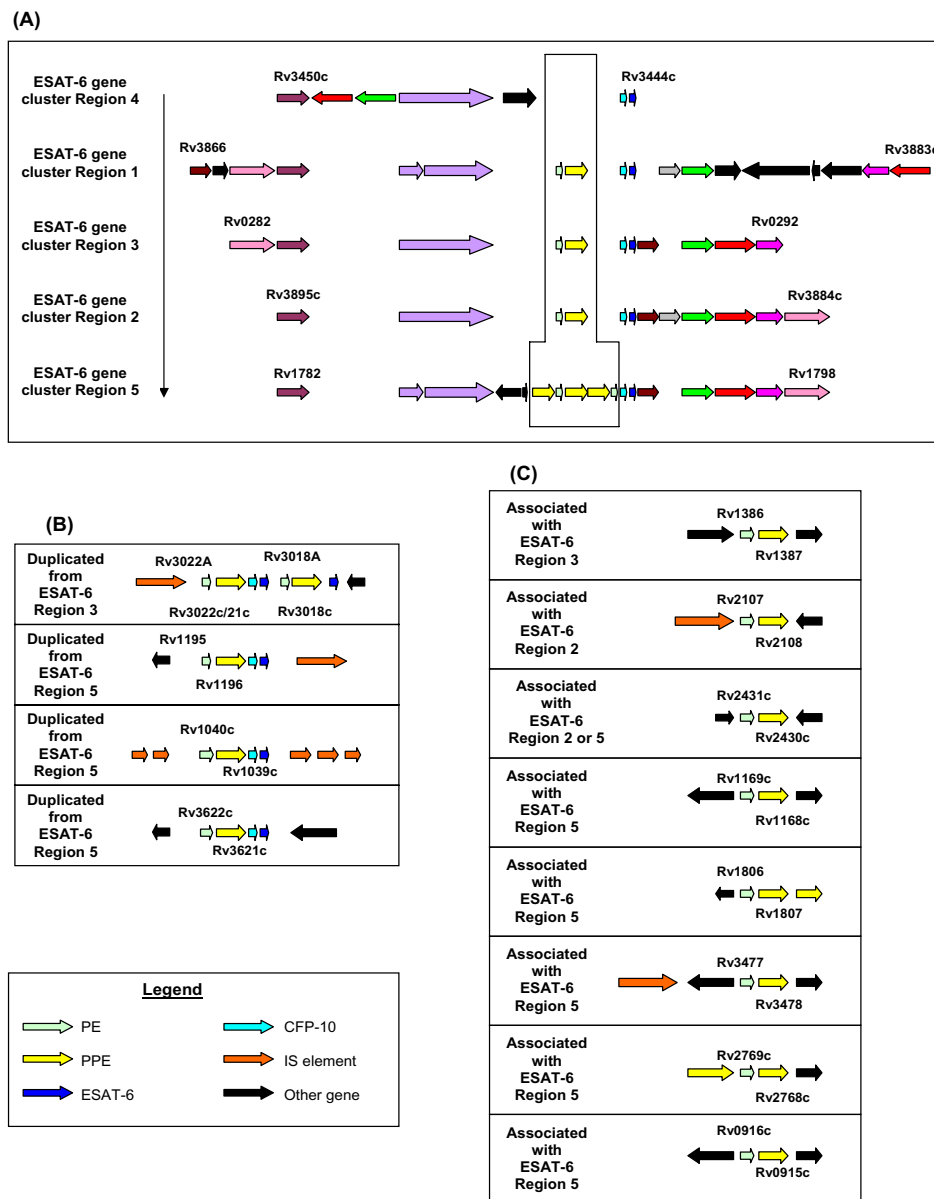 (A)
ESAT-6 gene
cluster Region 4
Rv3450c
Rv3444c
ESAT-6 gene
cluster Region 1
Rv3866
Rv3883c
ESAT-6 gene
cluster Region 3
Rv0282
Rv0292
ESAT-6 gene
cluster Region 2
Rv3895c
Rv3884c
ESAT-6 gene
cluster Region 5
Rv1782
Rv1798
(B)
Duplicated
from
ESAT-6
Region 3
Rv3022A
Rv3018A
Rv3022c/21c
Rv3018c
Duplicated
from
ESAT-6
Region 5
Rv1195
Rv1196
Duplicated
from
ESAT-6
Region 5
Rv1040c
Rv1039c
Duplicated
from
ESAT-6
Region 5
Rv3622c
Rv3621c
Legend
PE
CFP-10
PPE
IS element
ESAT-6
Other gene
(C)
Associated
with
ESAT-6
Region 3
Rv1386
Rv1387
Associated
with
ESAT-6
Region 2
Rv2107
Rv2108
Associated
with
ESAT-6
Region 2 or 5
Rv2431c
Rv2430c
Associated
with
ESAT-6
Region 5
Rv1169c
Rv1168c
Associated
with
ESAT-6
Region 5
Rv1806
Rv1807
Associated
with
ESAT-6
Region 5
Rv3477
Rv3478
Associated
with
ESAT-6
Region 5
Rv2769c
Rv2768c
Associated
with
ESAT-6
Region 5
Rv0916c
Rv0915c